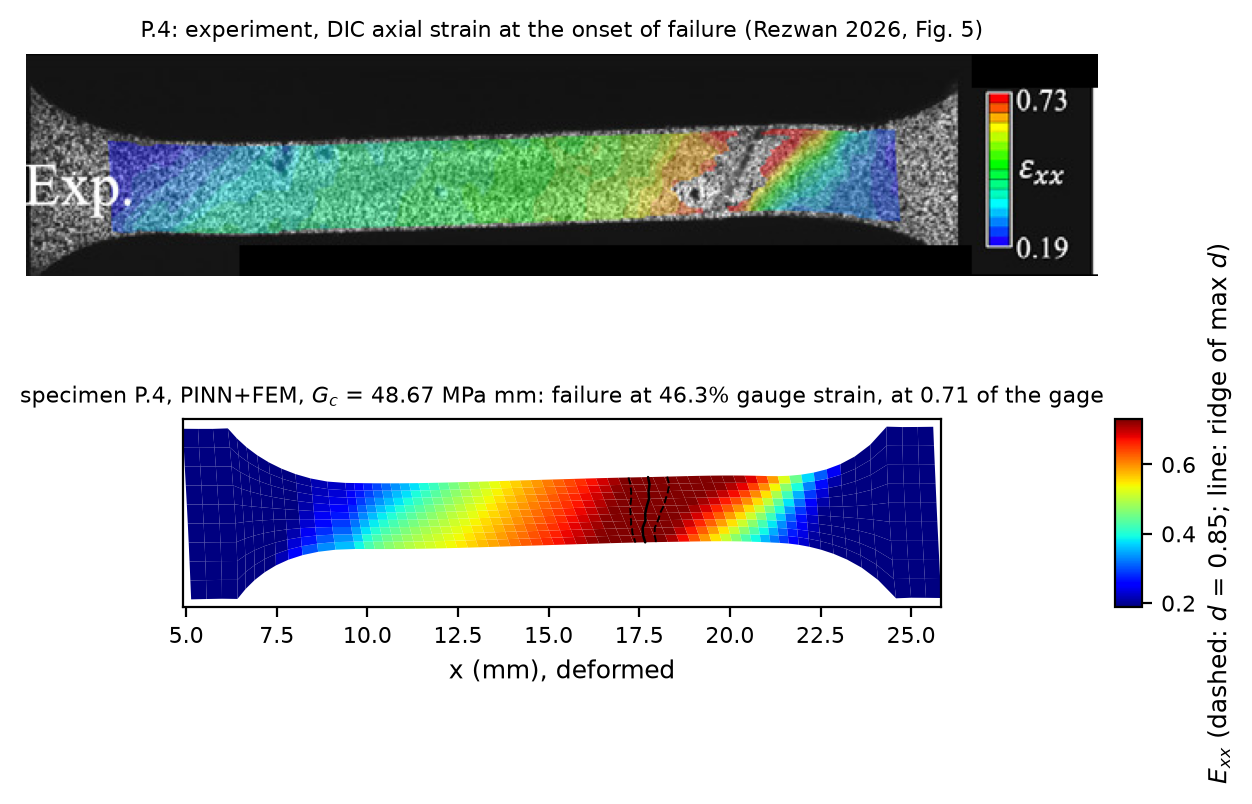 P.4: experiment, DIC axial strain at the onset of failure (Rezwan 2026, Fig. 5)
Exp.
0.73
εxx
0.19
specimen P.4, PINN+FEM, Gc = 48.67 MPa mm: failure at 46.3% gauge strain, at 0.71 of the gage
0.6
0.4
0.2
Exx (dashed: d = 0.85; line: ridge of max d)
5.0 7.5 10.0 12.5 15.0 17.5 20.0 22.5 25.0
x (mm), deformed